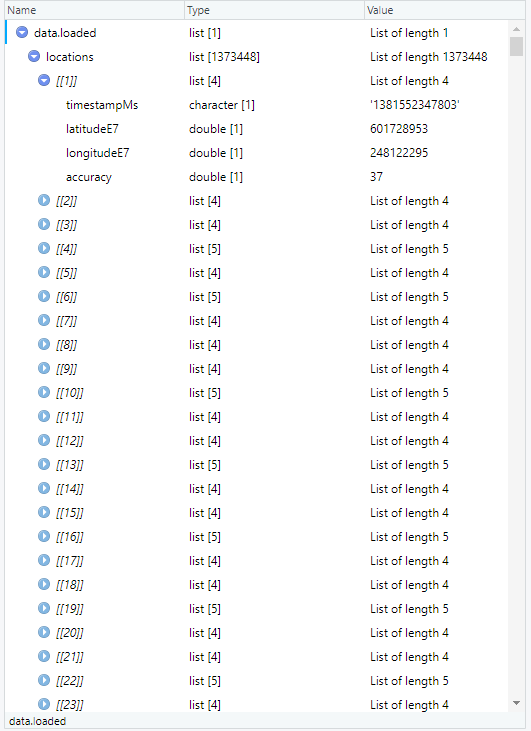 Name Type Value
data.loaded list [1] List of length 1
locations list [1373448] List of length 1373448
[[1]] list [4] List of length 4
timestampMs character [1] '1381552347803'
latitudeE7 double [1] 601728953
longitudeE7 double [1] 248122295
accuracy double [1] 37
[[2]] list [4] List of length 4
[[3]] list [4] List of length 4
[[4]] list [5] List of length 5
[[5]] list [4] List of length 4
[[6]] list [5] List of length 5
[[7]] list [4] List of length 4
[[8]] list [4] List of length 4
[[9]] list [4] List of length 4
[[10]] list [5] List of length 5
[[11]] list [4] List of length 4
[[12]] list [4] List of length 4
[[13]] list [5] List of length 5
[[14]] list [4] List of length 4
[[15]] list [4] List of length 4
[[16]] list [5] List of length 5
[[17]] list [4] List of length 4
[[18]] list [4] List of length 4
[[19]] list [5] List of length 5
[[20]] list [4] List of length 4
[[21]] list [4] List of length 4
[[22]] list [5] List of length 5
[[23]] list [4] List of length 4
data.loaded